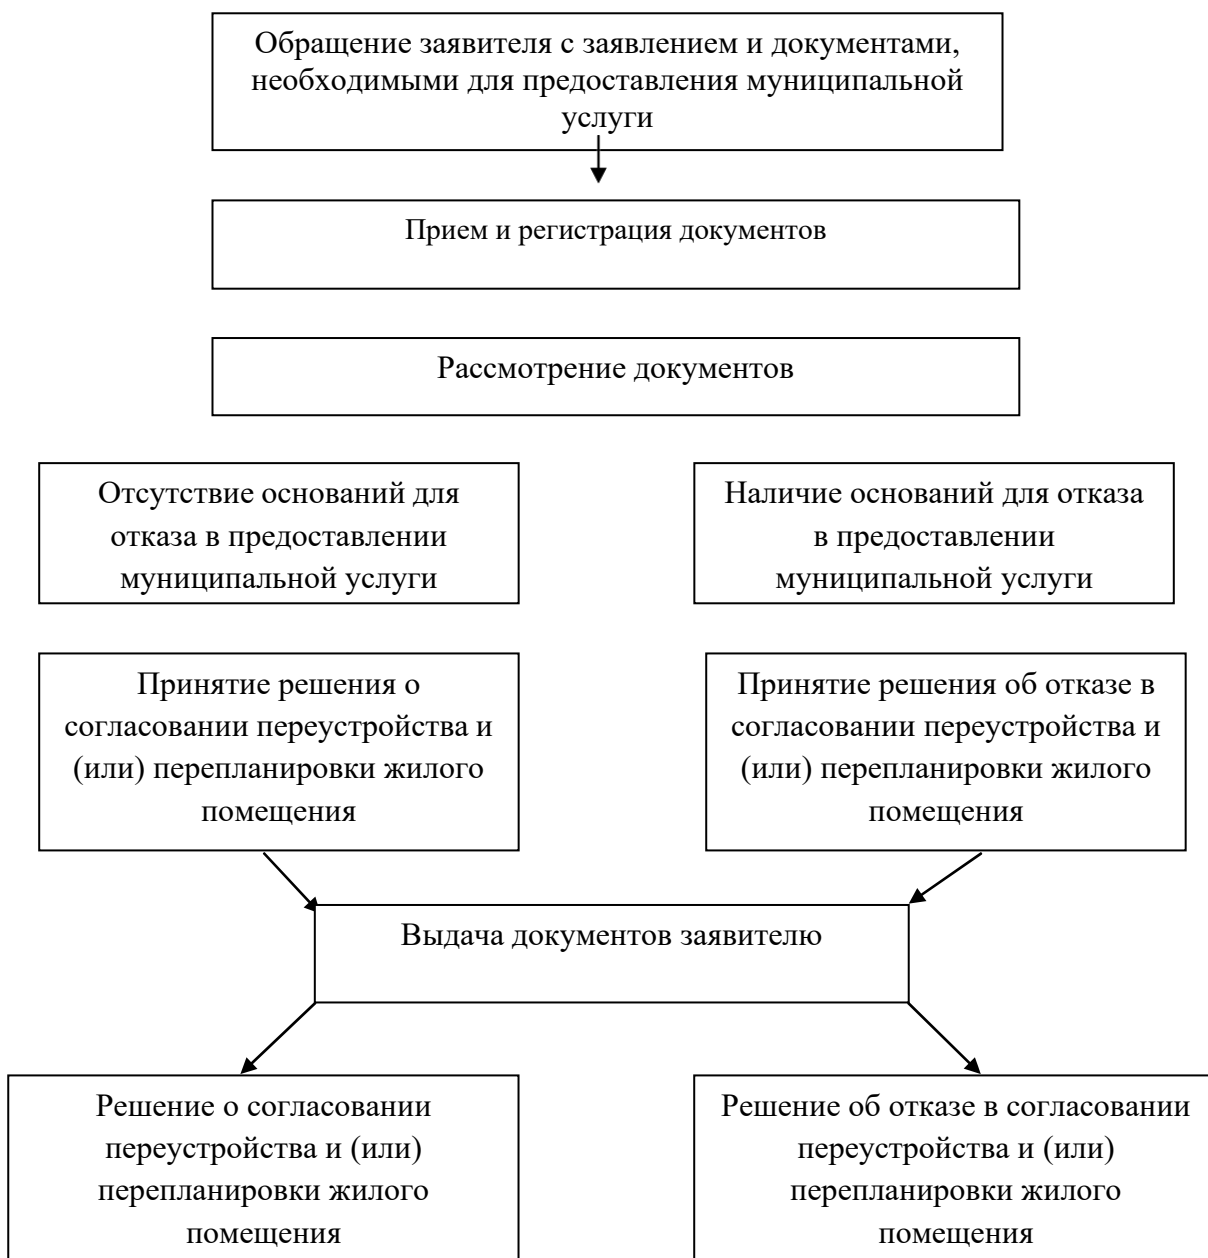 Обращение заявителя с заявлением и документами,
необходимыми для предоставления муниципальной
услуги
Прием и регистрация документов
Рассмотрение документов
Отсутствие оснований для
отказа в предоставлении
муниципальной услуги
Наличие оснований для отказа
в предоставлении
муниципальной услуги
Принятие решения о
согласовании переустройства и
(или) перепланировки жилого
помещения
Принятие решения об отказе в
согласовании переустройства и
(или) перепланировки жилого
помещения
Выдача документов заявителю
Решение о согласовании
переустройства и (или)
перепланировки жилого
помещения
Решение об отказе в согласовании
переустройства и (или)
перепланировки жилого
помещения